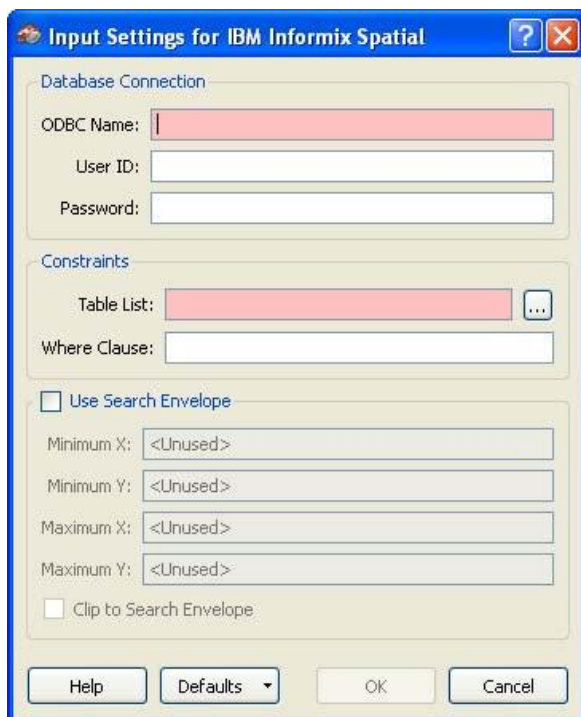 Input Settings for IBM Informix Spatial
Database Connection
ODBC Name:
User ID:
Password:
Constraints
Table List:
...
Where Clause:
Use Search Envelope
Minimum X: <Unused>
Minimum Y: <Unused>
Maximum X: <Unused>
Maximum Y: <Unused>
Clip to Search Envelope
Help Defaults OK Cancel